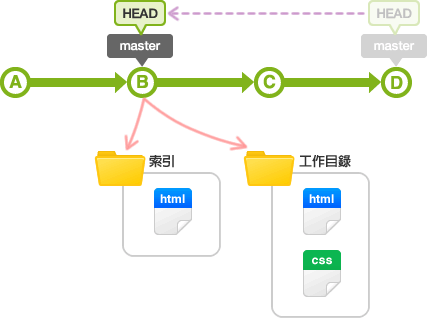 HEAD
HEAD
master
master
A
B
C
D
索引
工作目錄
html
html
css